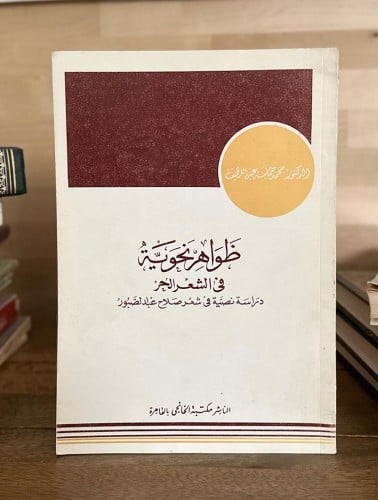 الدكتور محمد حماسة عبد اللطيف
ظواهر نحوية
في الشعر الحر
دراسة نصية في شعر صلاح عبد الصبور
الناشر مكتبة الخانجي بالقاهرة